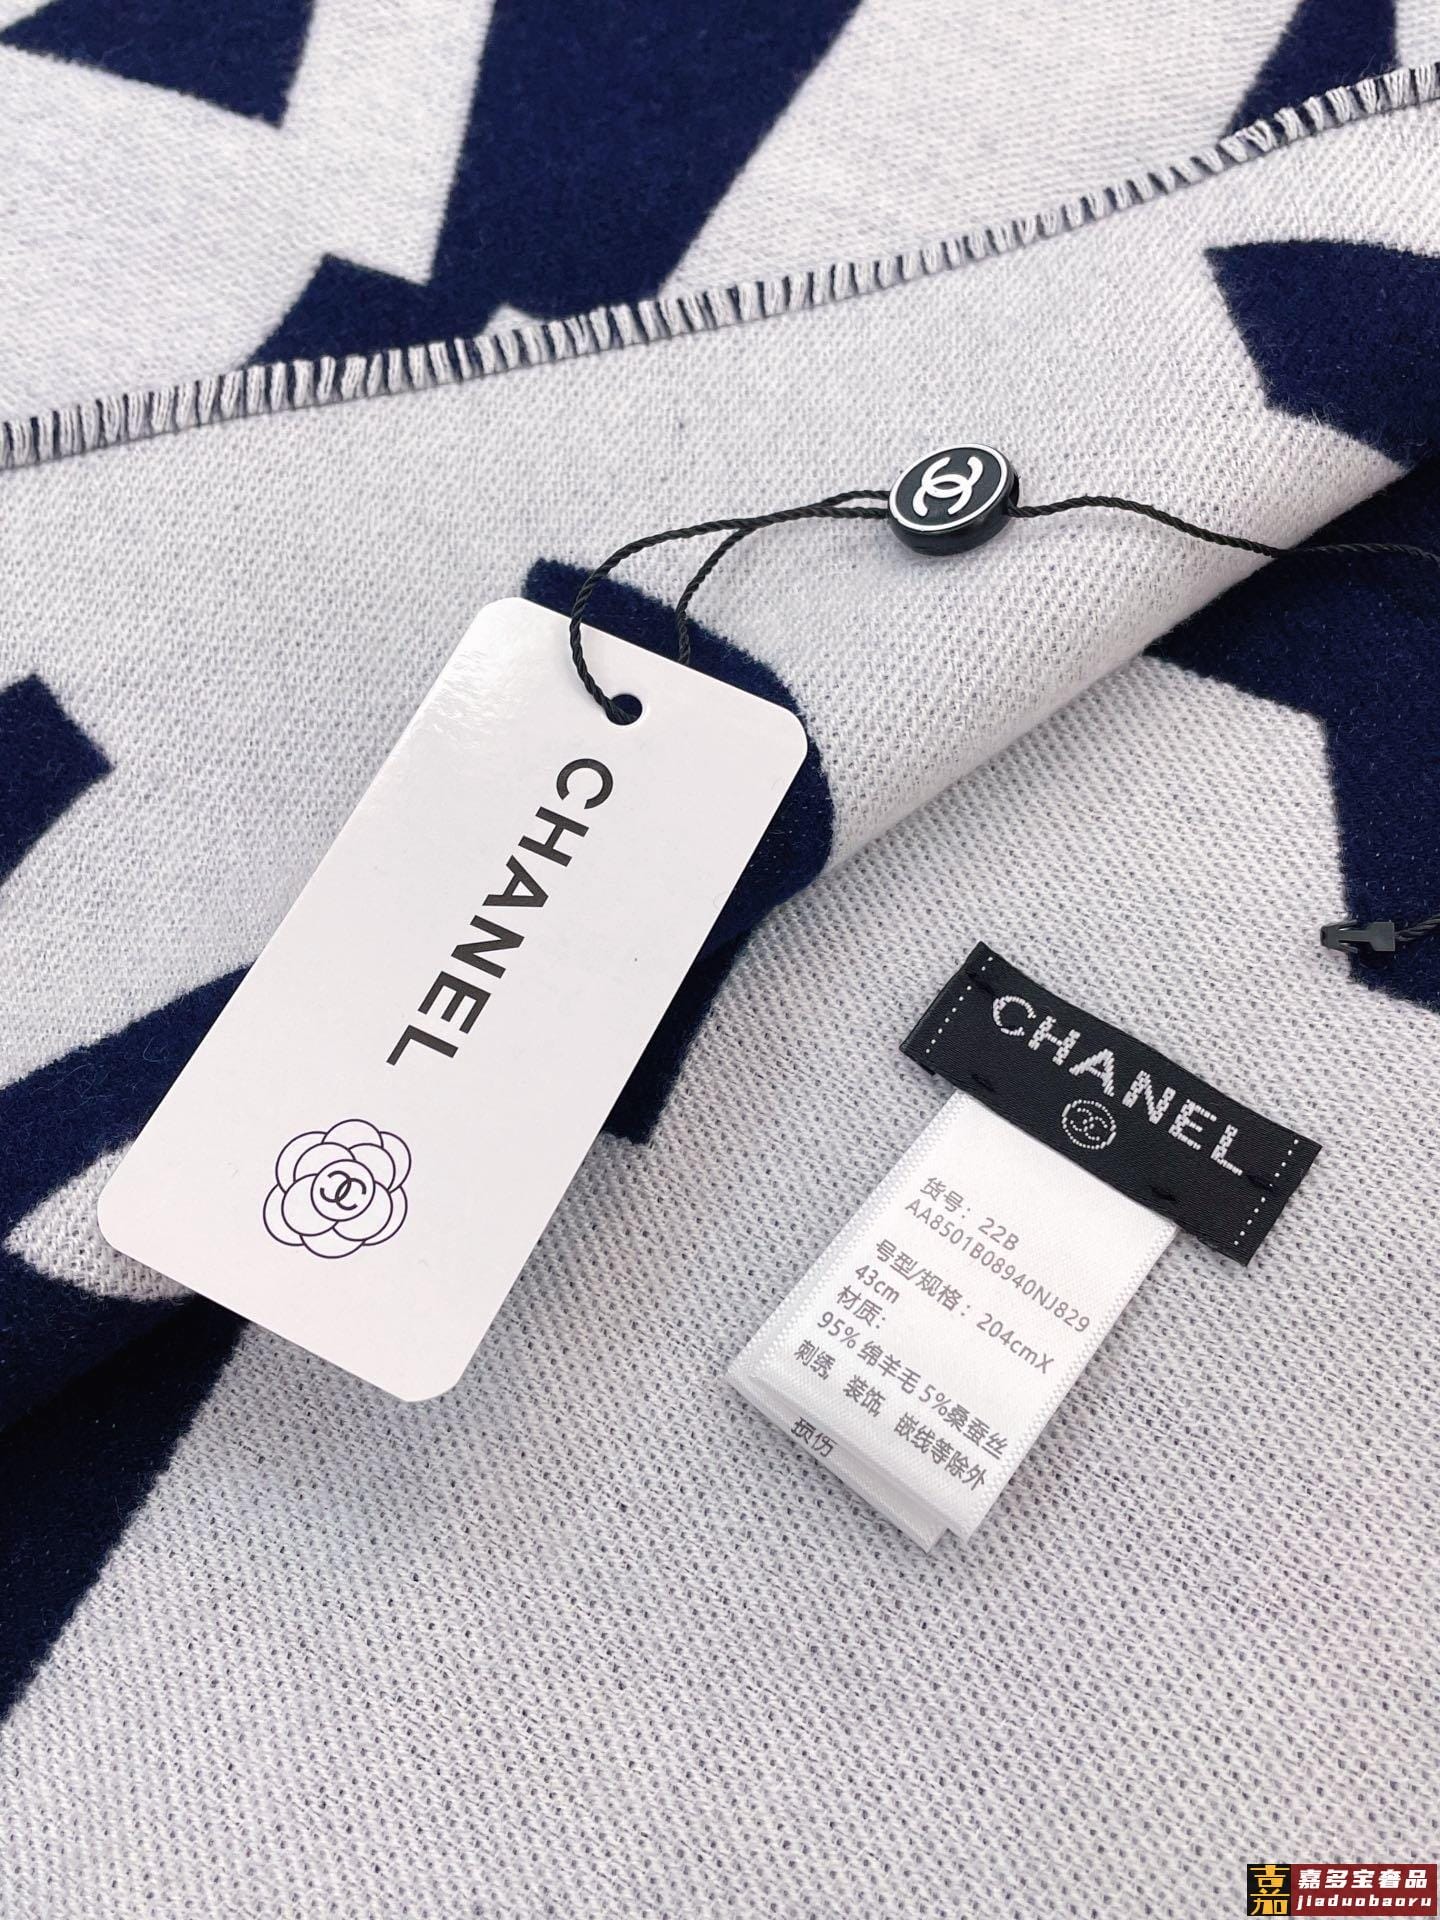 CHANEL
CHANEL
货号：22B
AA8501B08940NJ829
号型/规格：204cmX
43cm
材质：
95% 绵羊毛 5%桑蚕丝
刺绣 装饰 嵌线等除外
损伤
嘉多宝奢品
jiaduobaoru